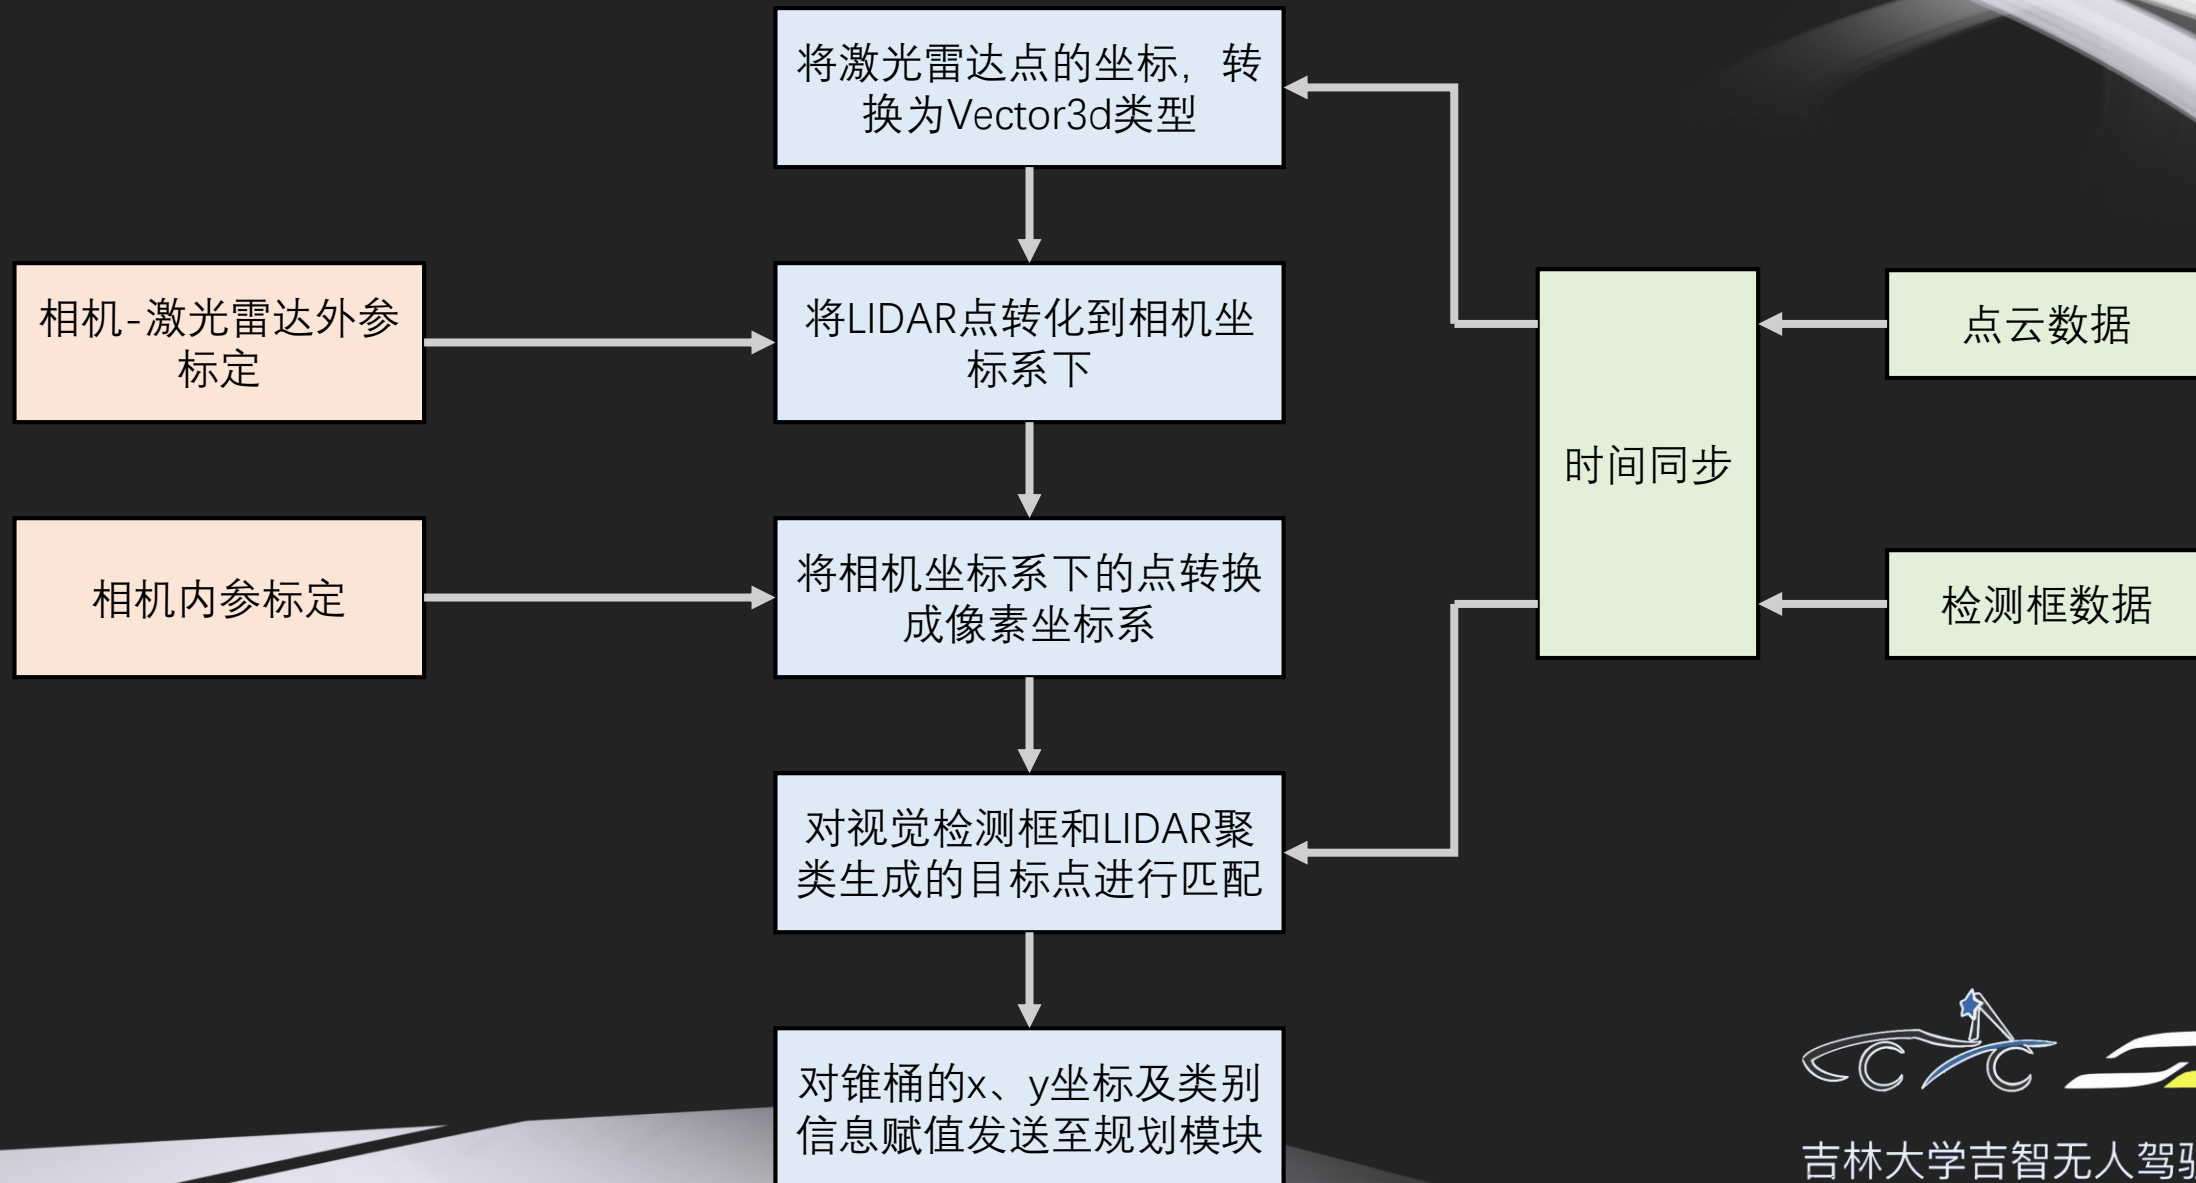 将激光雷达点的坐标，转
换为Vector3d类型
相机-激光雷达外参
标定
将LIDAR点转化到相机坐
标系下
点云数据
时间同步
相机内参标定
将相机坐标系下的点转换
成像素坐标系
检测框数据
对视觉检测框和LIDAR聚
类生成的目标点进行匹配
对锥桶的x、y坐标及类别
信息赋值发送至规划模块
吉林大学吉智无人驾驶